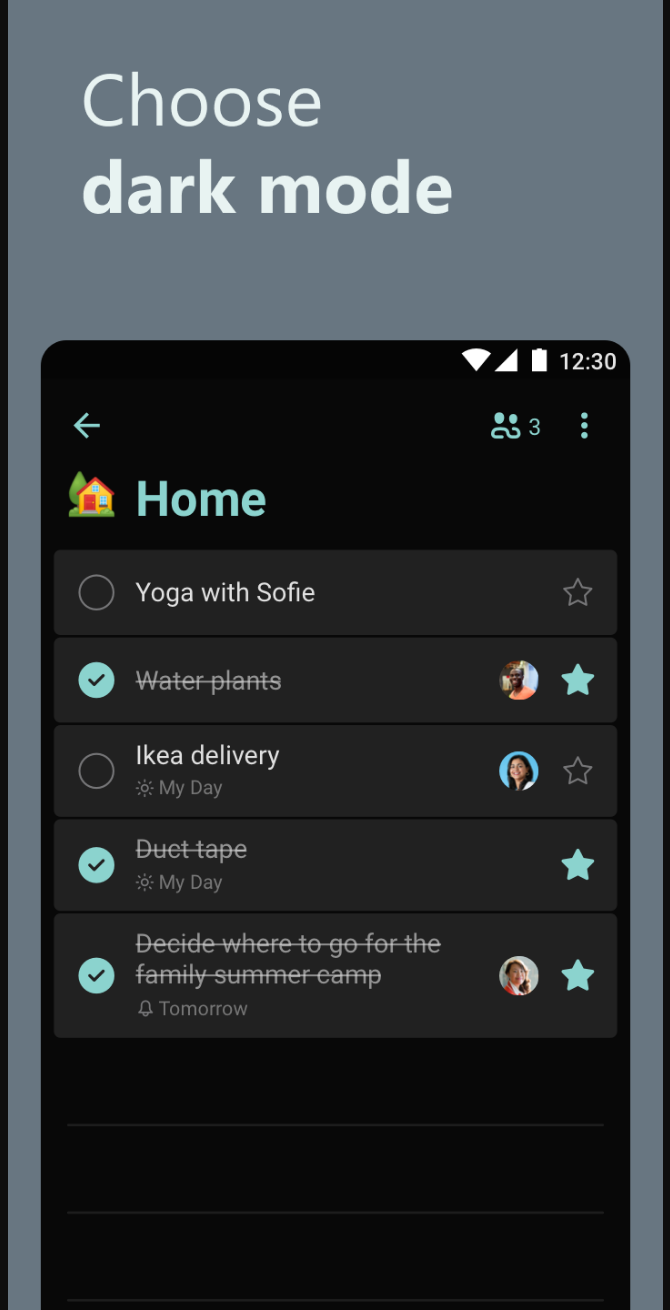 Choose
dark mode
12:30
3
Home
Yoga with Sofie
Water plants
Ikea delivery
My Day
Duct tape
My Day
Decide where to go for the
family summer camp
Tomorrow